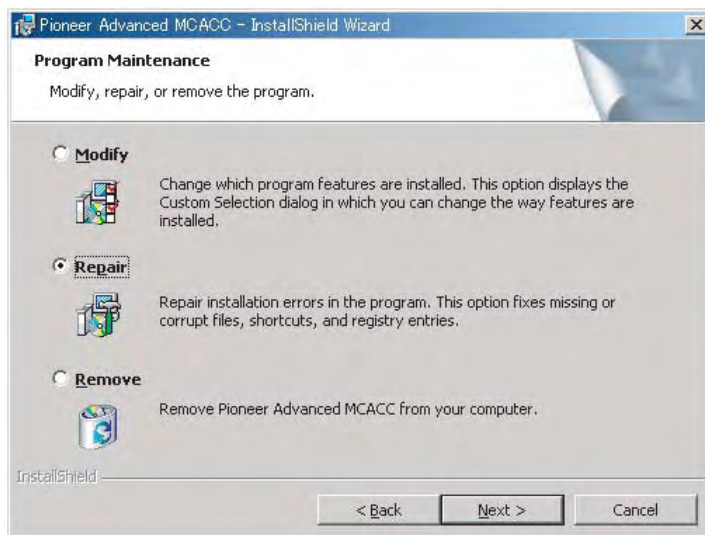 Pioneer Advanced MCACC - InstallShield Wizard
Program Maintenance
Modify, repair, or remove the program.
Modify
Change which program features are installed. This option displays the
Custom Selection dialog in which you can change the way features are
installed.
Repair
Repair installation errors in the program. This option fixes missing or
corrupt files, shortcuts, and registry entries.
Remove
Remove Pioneer Advanced MCACC from your computer.
InstallShield
< Back
Next >
Cancel